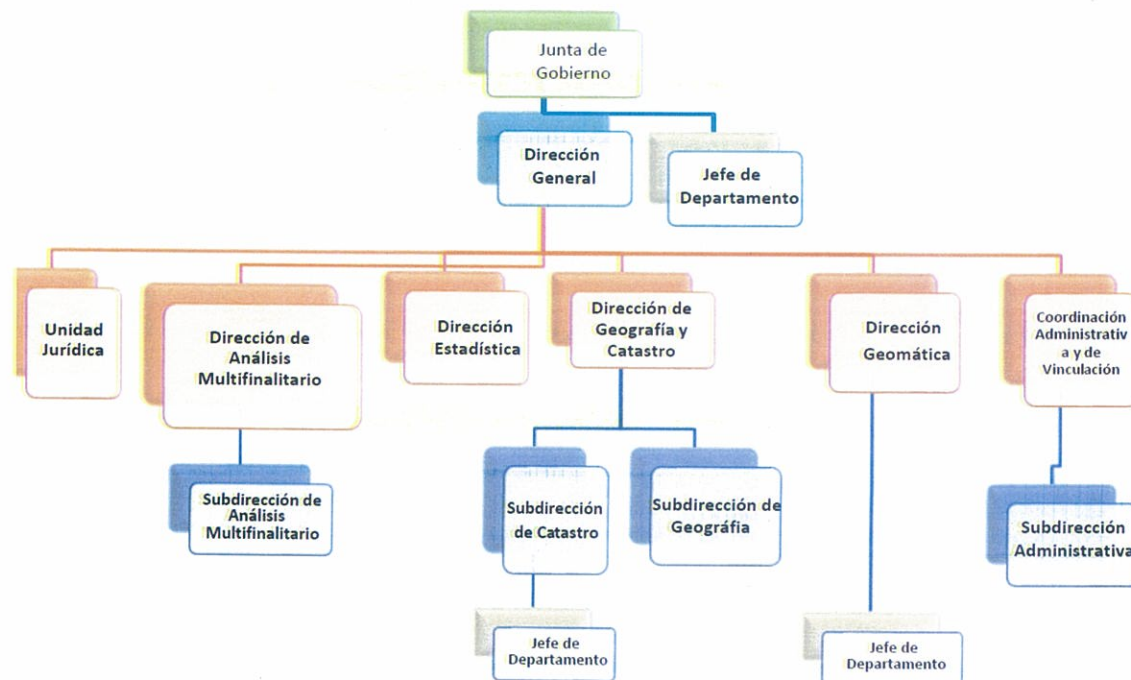 Junta de
Gobierno
Dirección
General
Jefe de
Departamento
Unidad
Jurídica
Dirección de
Análisis
Multifinalitario
Dirección
Estadística
Dirección de
Geografía y
Catastro
Dirección
Geomática
Coordinación
Administrativ
a y de
Vinculación
Subdirección de
Análisis
Multifinalitario
Subdirección
de Catastro
Subdirección de
Geográfia
Subdirección
Administrativa
Jefe de
Departamento
Jefe de
Departamento